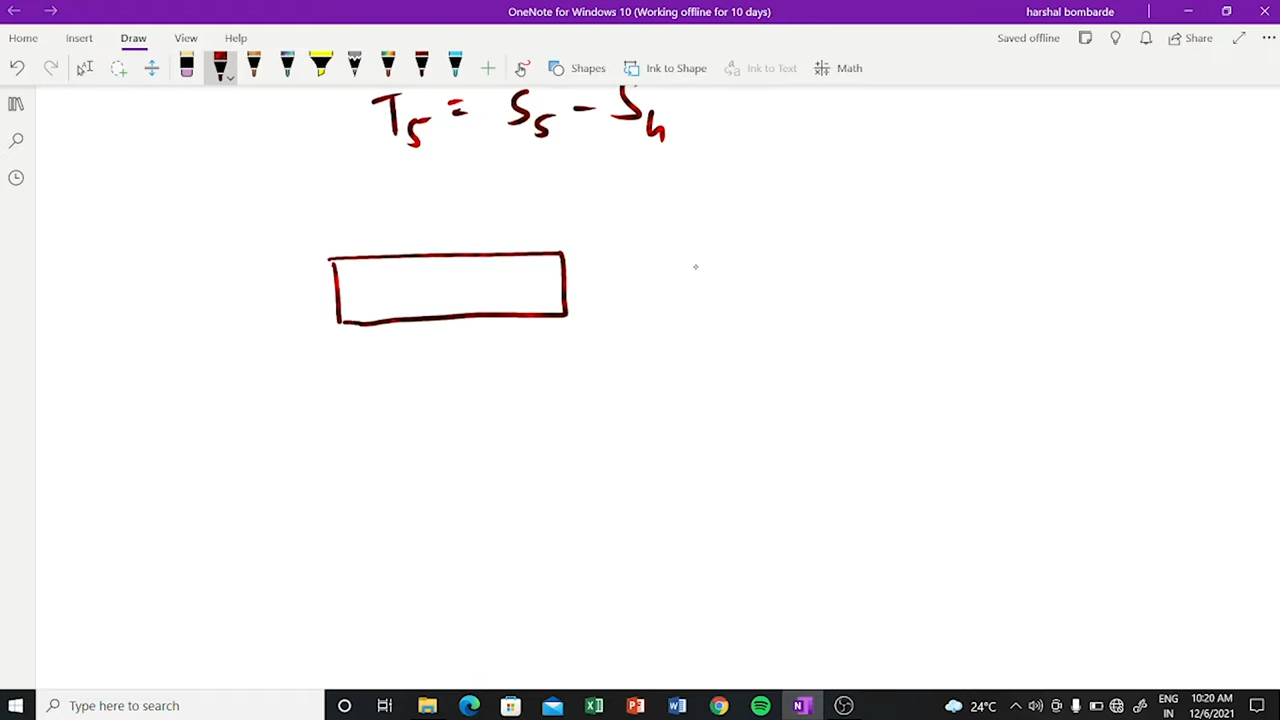 OneNote for Windows 10 (Working offline for 10 days)
harshal bombarde
Home Insert Draw View Help
Saved offline Share
Shapes Ink to Shape Ink to Text Math
T₅ = S₅ - S₄
Type here to search
24°C
ENG
IN
10:20 AM
12/6/2021